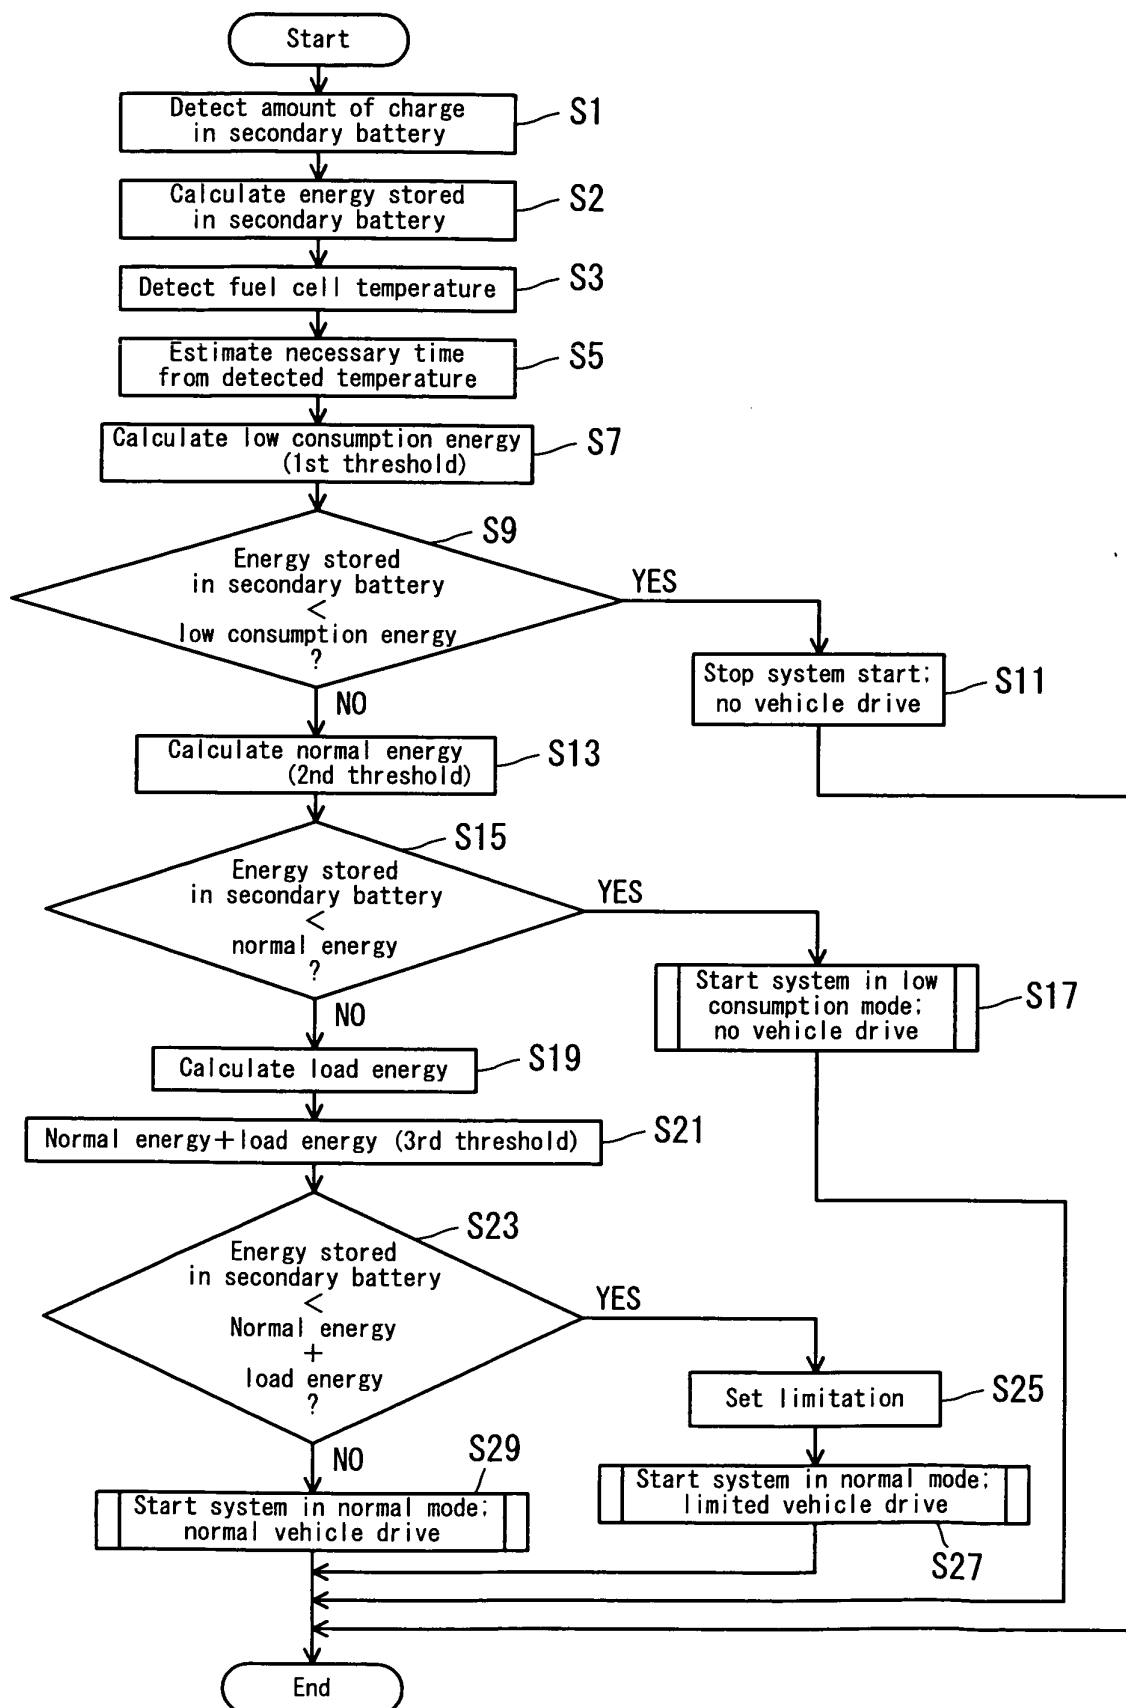 Start
Detect amount of charge
in secondary battery
S1
Calculate energy stored
in secondary battery
S2
Detect fuel cell temperature
S3
Estimate necessary time
from detected temperature
S5
Calculate low consumption energy
(1st threshold)
S7
S9
Energy stored
in secondary battery
<
low consumption energy
?
YES
NO
Stop system start;
no vehicle drive
S11
Calculate normal energy
(2nd threshold)
S13
S15
Energy stored
in secondary battery
<
normal energy
?
YES
NO
Start system in low
consumption mode;
no vehicle drive
S17
Calculate load energy
S19
Normal energy+load energy (3rd threshold)
S21
S23
Energy stored
in secondary battery
<
Normal energy
+
load energy
?
YES
NO
Set limitation
S25
S29
Start system in normal mode;
normal vehicle drive
Start system in normal mode;
limited vehicle drive
S27
End